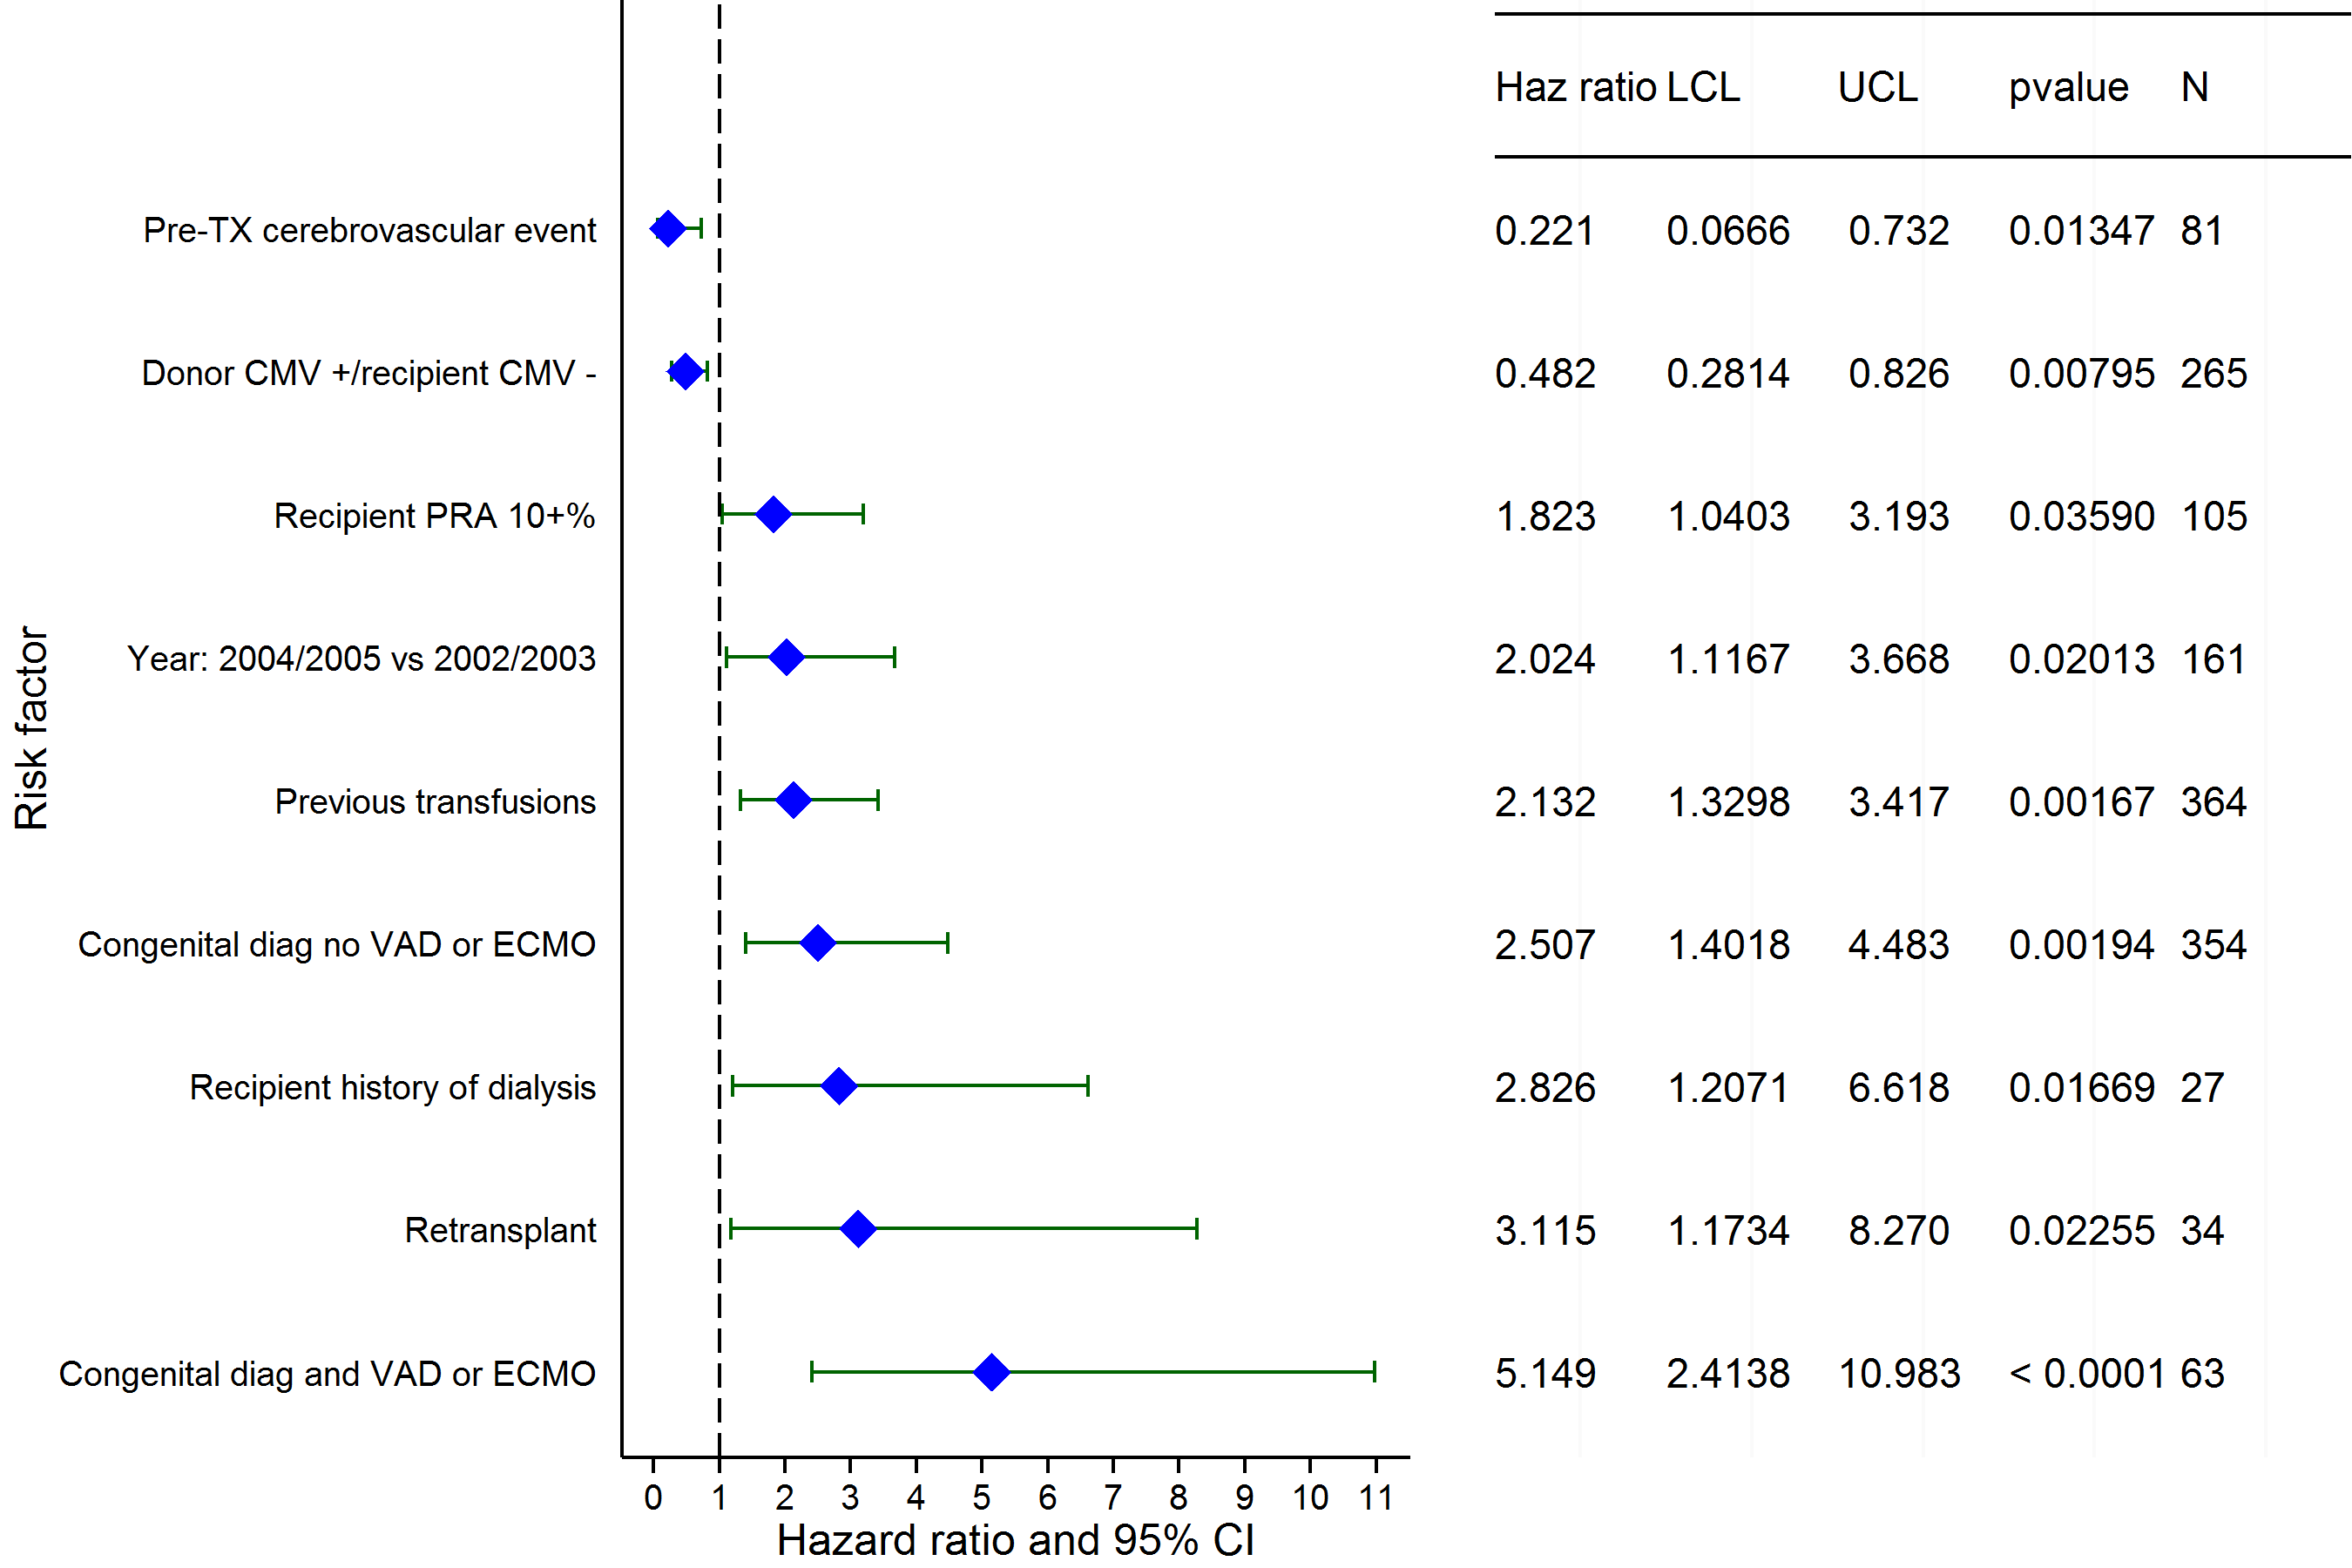 Haz ratio LCL UCL pvalue N
Pre-TX cerebrovascular event 0.221 0.0666 0.732 0.01347 81
Donor CMV +/recipient CMV - 0.482 0.2814 0.826 0.00795 265
Recipient PRA 10+% 1.823 1.0403 3.193 0.03590 105
Year: 2004/2005 vs 2002/2003 2.024 1.1167 3.668 0.02013 161
Risk factor
Previous transfusions 2.132 1.3298 3.417 0.00167 364
Congenital diag no VAD or ECMO 2.507 1.4018 4.483 0.00194 354
Recipient history of dialysis 2.826 1.2071 6.618 0.01669 27
Retransplant 3.115 1.1734 8.270 0.02255 34
Congenital diag and VAD or ECMO 5.149 2.4138 10.983 < 0.0001 63
0 1 2 3 4 5 6 7 8 9 10 11
Hazard ratio and 95% CI